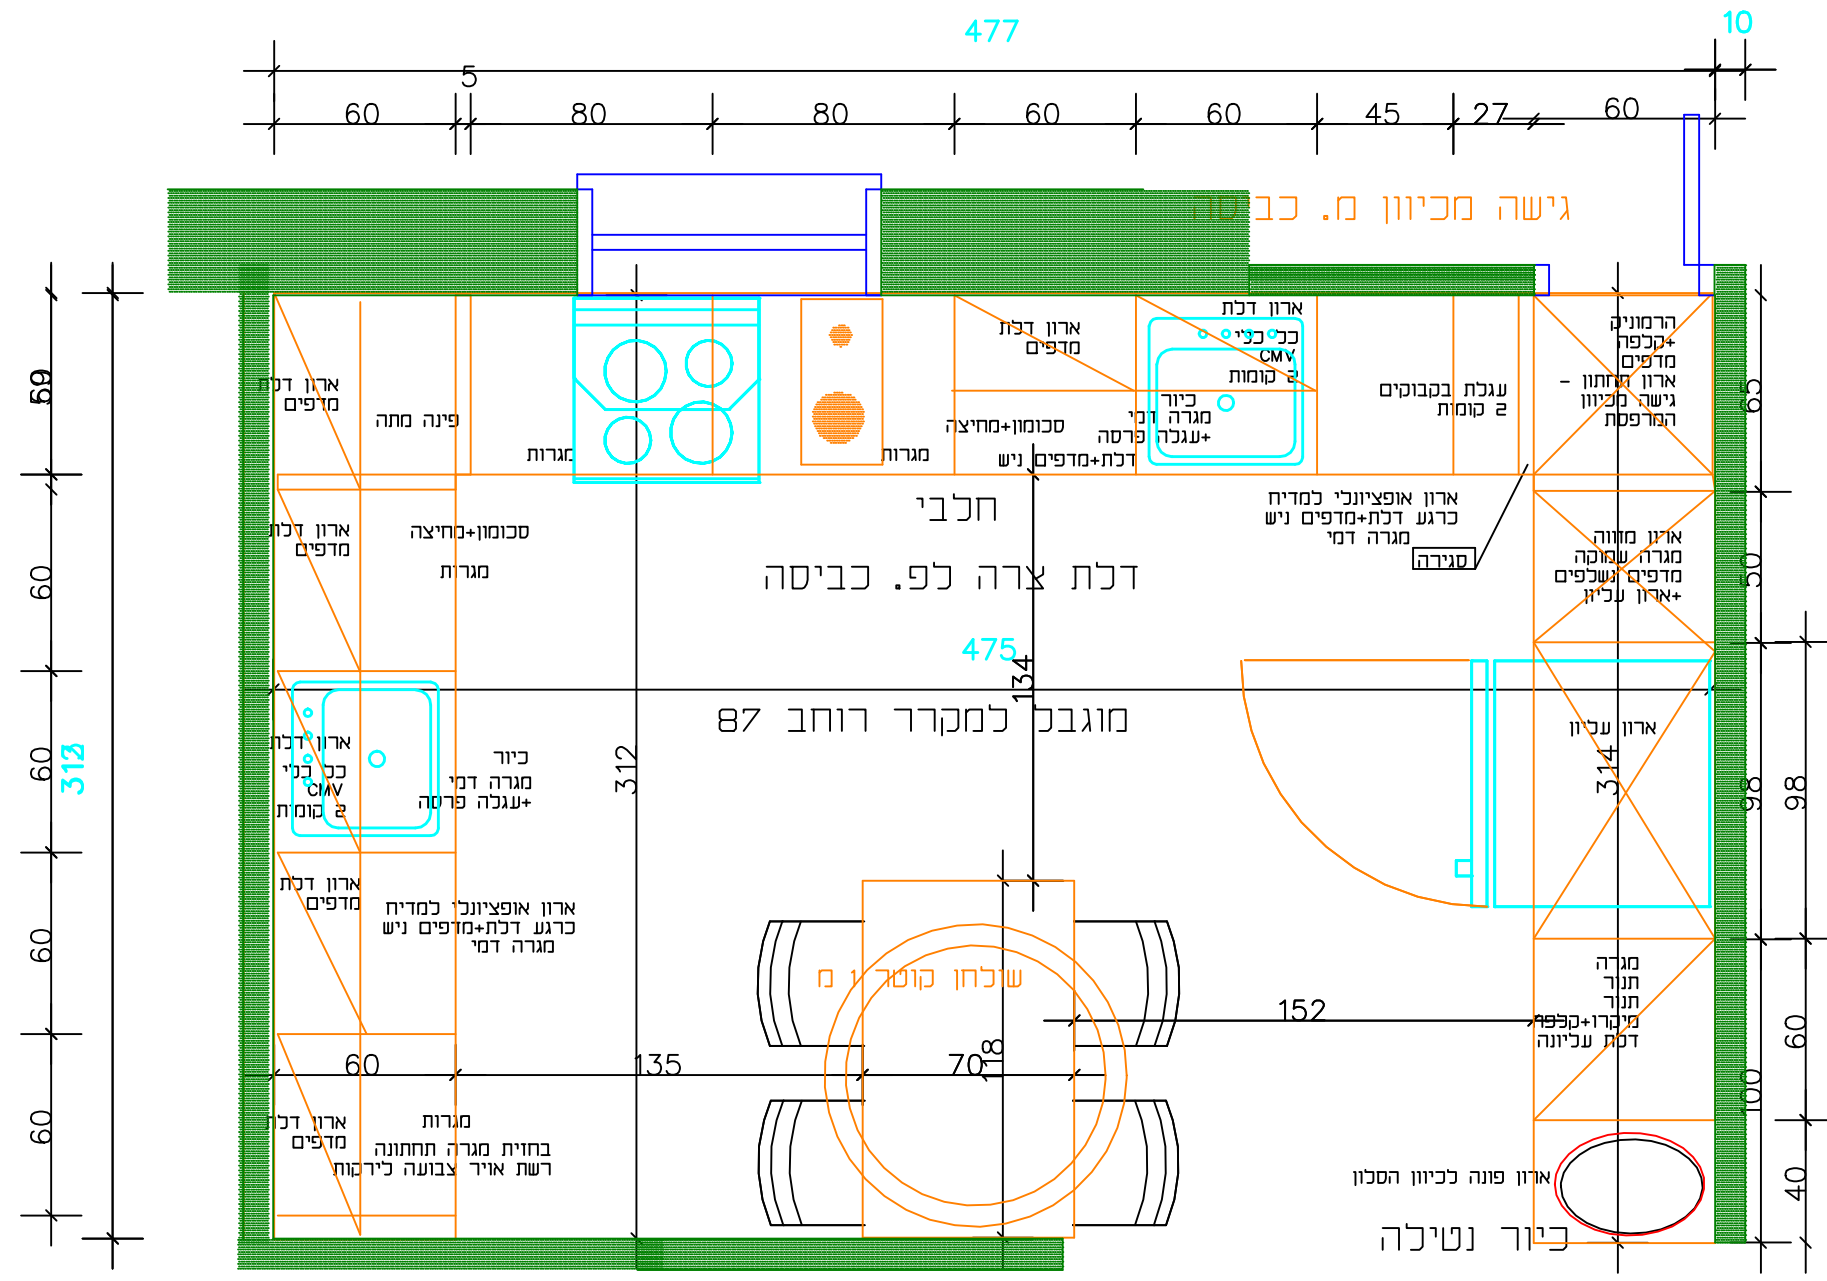 477
10
5
60
80
80
60
60
45
27
60
גישה מכיוון מ. כביסה
ארון דלת
כל כלי
CMV
2 קומות
ארון דלת
מדפים
הרמוניק
+קלפה
מדפים
ארון תחתון -
גישה מכיוון
המרפסת
ארון דלת
מדפים
פינה מתה
עגלת בקבוקים
2 קומות
כיור
מגרה דמי
+עגלה פרסה
סכומון+מחיצה
דלת+מדפים ניש
מגרות
מגרות
59
65
חלבי
ארון אופציונלי למדיח
כרגע דלת+מדפים ניש
מגרה דמי
סגירה
ארון מזווה
מגרה עמוקה
מדפים נשלפים
+ארון עליון
50
ארון דלת
מדפים
סכומון+מחיצה
מגרות
60
דלת צרה לפ. כביסה
475
134
מוגבל למקרר רוחב 87
ארון עליון
314
98
98
312
60
ארון דלת
כל כלי
CMV
2 קומות
כיור
מגרה דמי
+עגלה פרסה
312
ארון דלת
מדפים
ארון אופציונלי למדיח
כרגע דלת+מדפים ניש
מגרה דמי
60
שולחן קוטר 1 מ
מגרה
תנור
תנור
מיקרו+קלפה
דלת עליונה
152
60
60
135
70
118
100
ארון דלת
מדפים
מגרות
בחזית מגרה תחתונה
רשת אויר צבועה לירקות
60
ארון פונה לכיוון הסלון
40
כיור נטילה